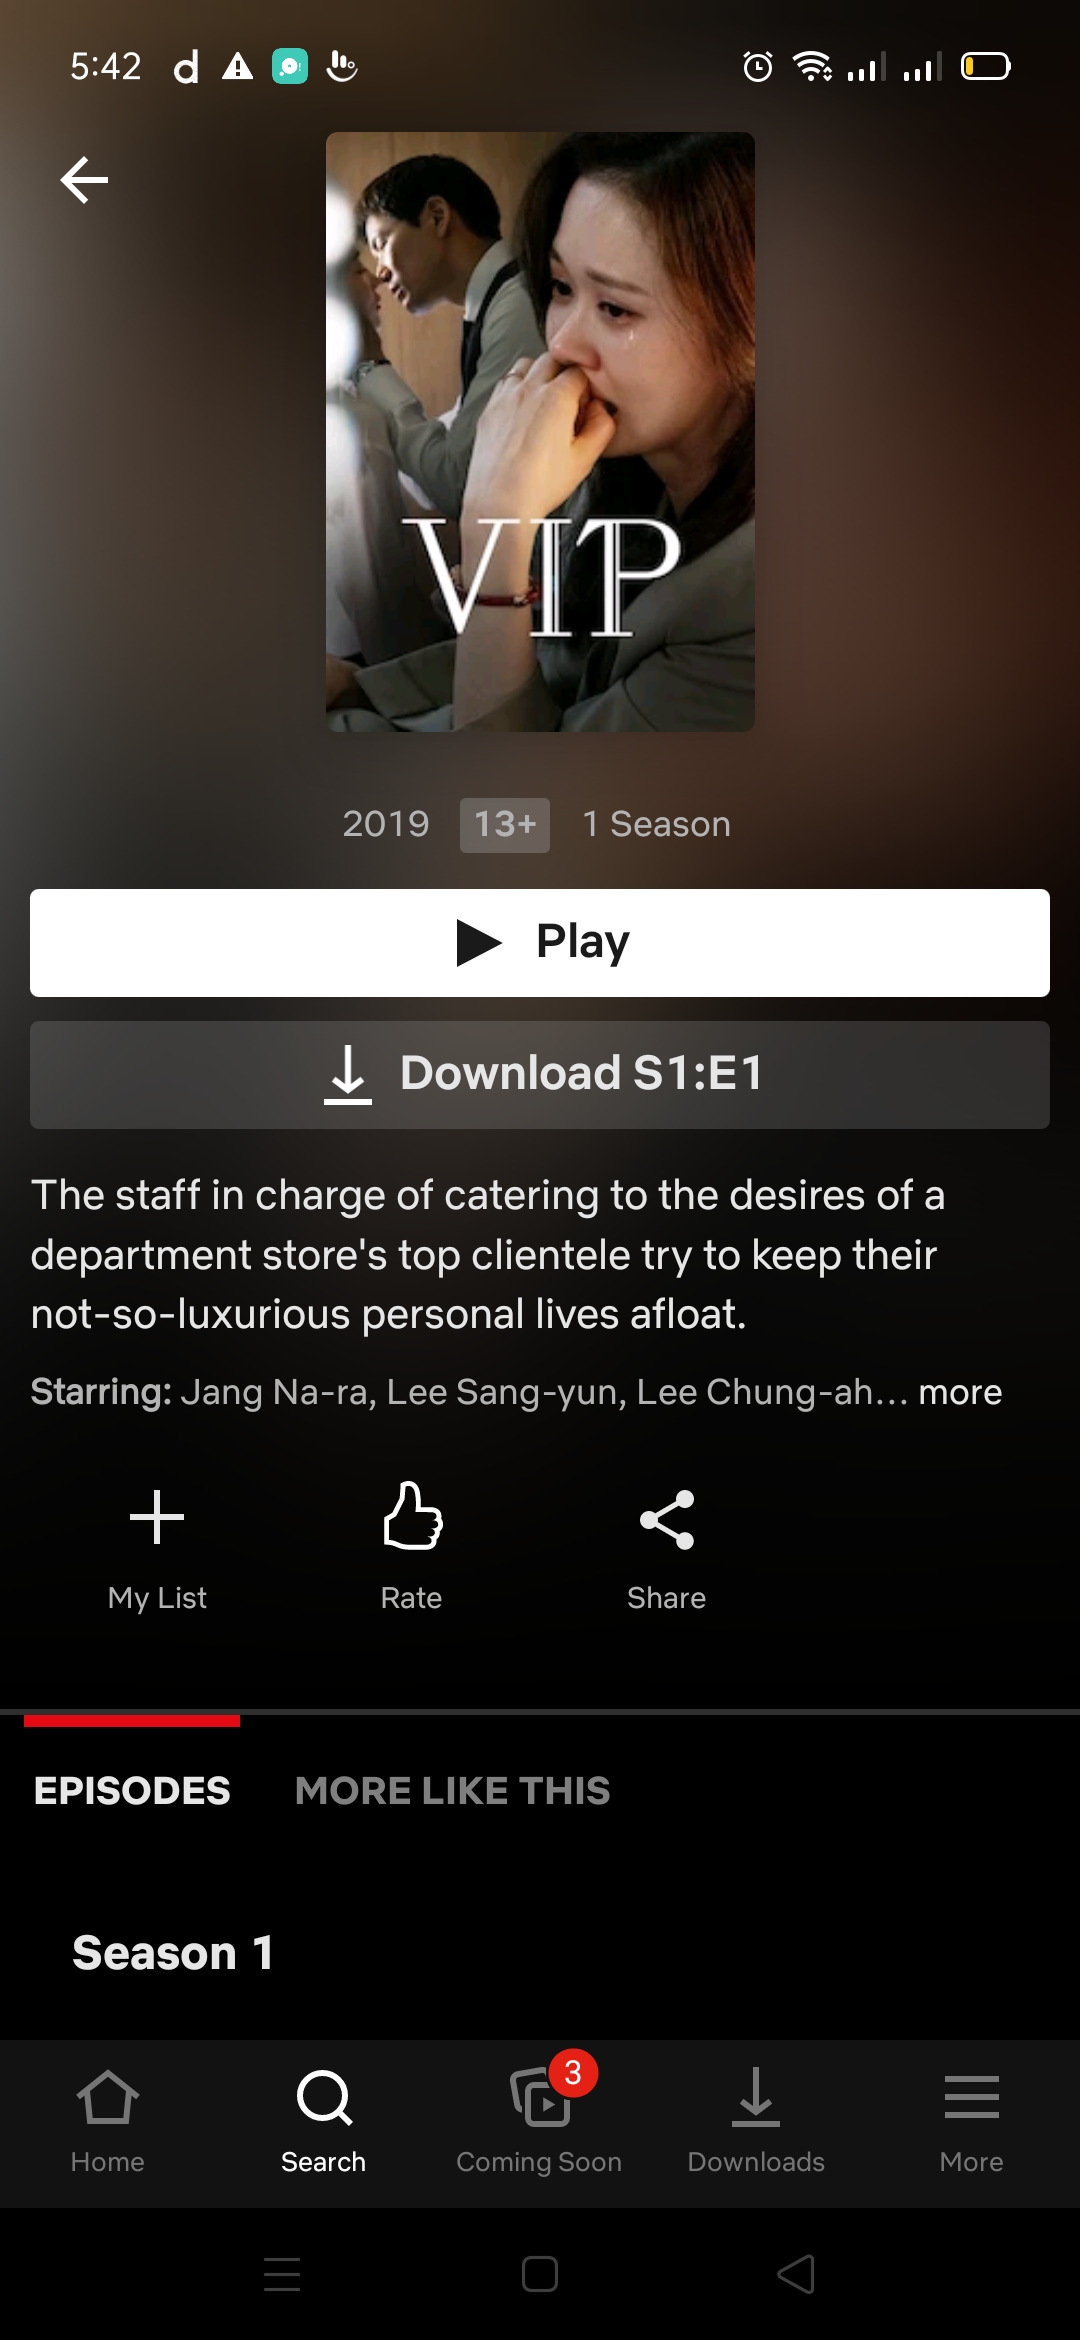 5:42
VIP
2019 13+ 1 Season
Play
Download S1:E1
The staff in charge of catering to the desires of a
department store's top clientele try to keep their
not-so-luxurious personal lives afloat.
Starring: Jang Na-ra, Lee Sang-yun, Lee Chung-ah... more
My List Rate Share
EPISODES MORE LIKE THIS
Season 1
3
Home Search Coming Soon Downloads More